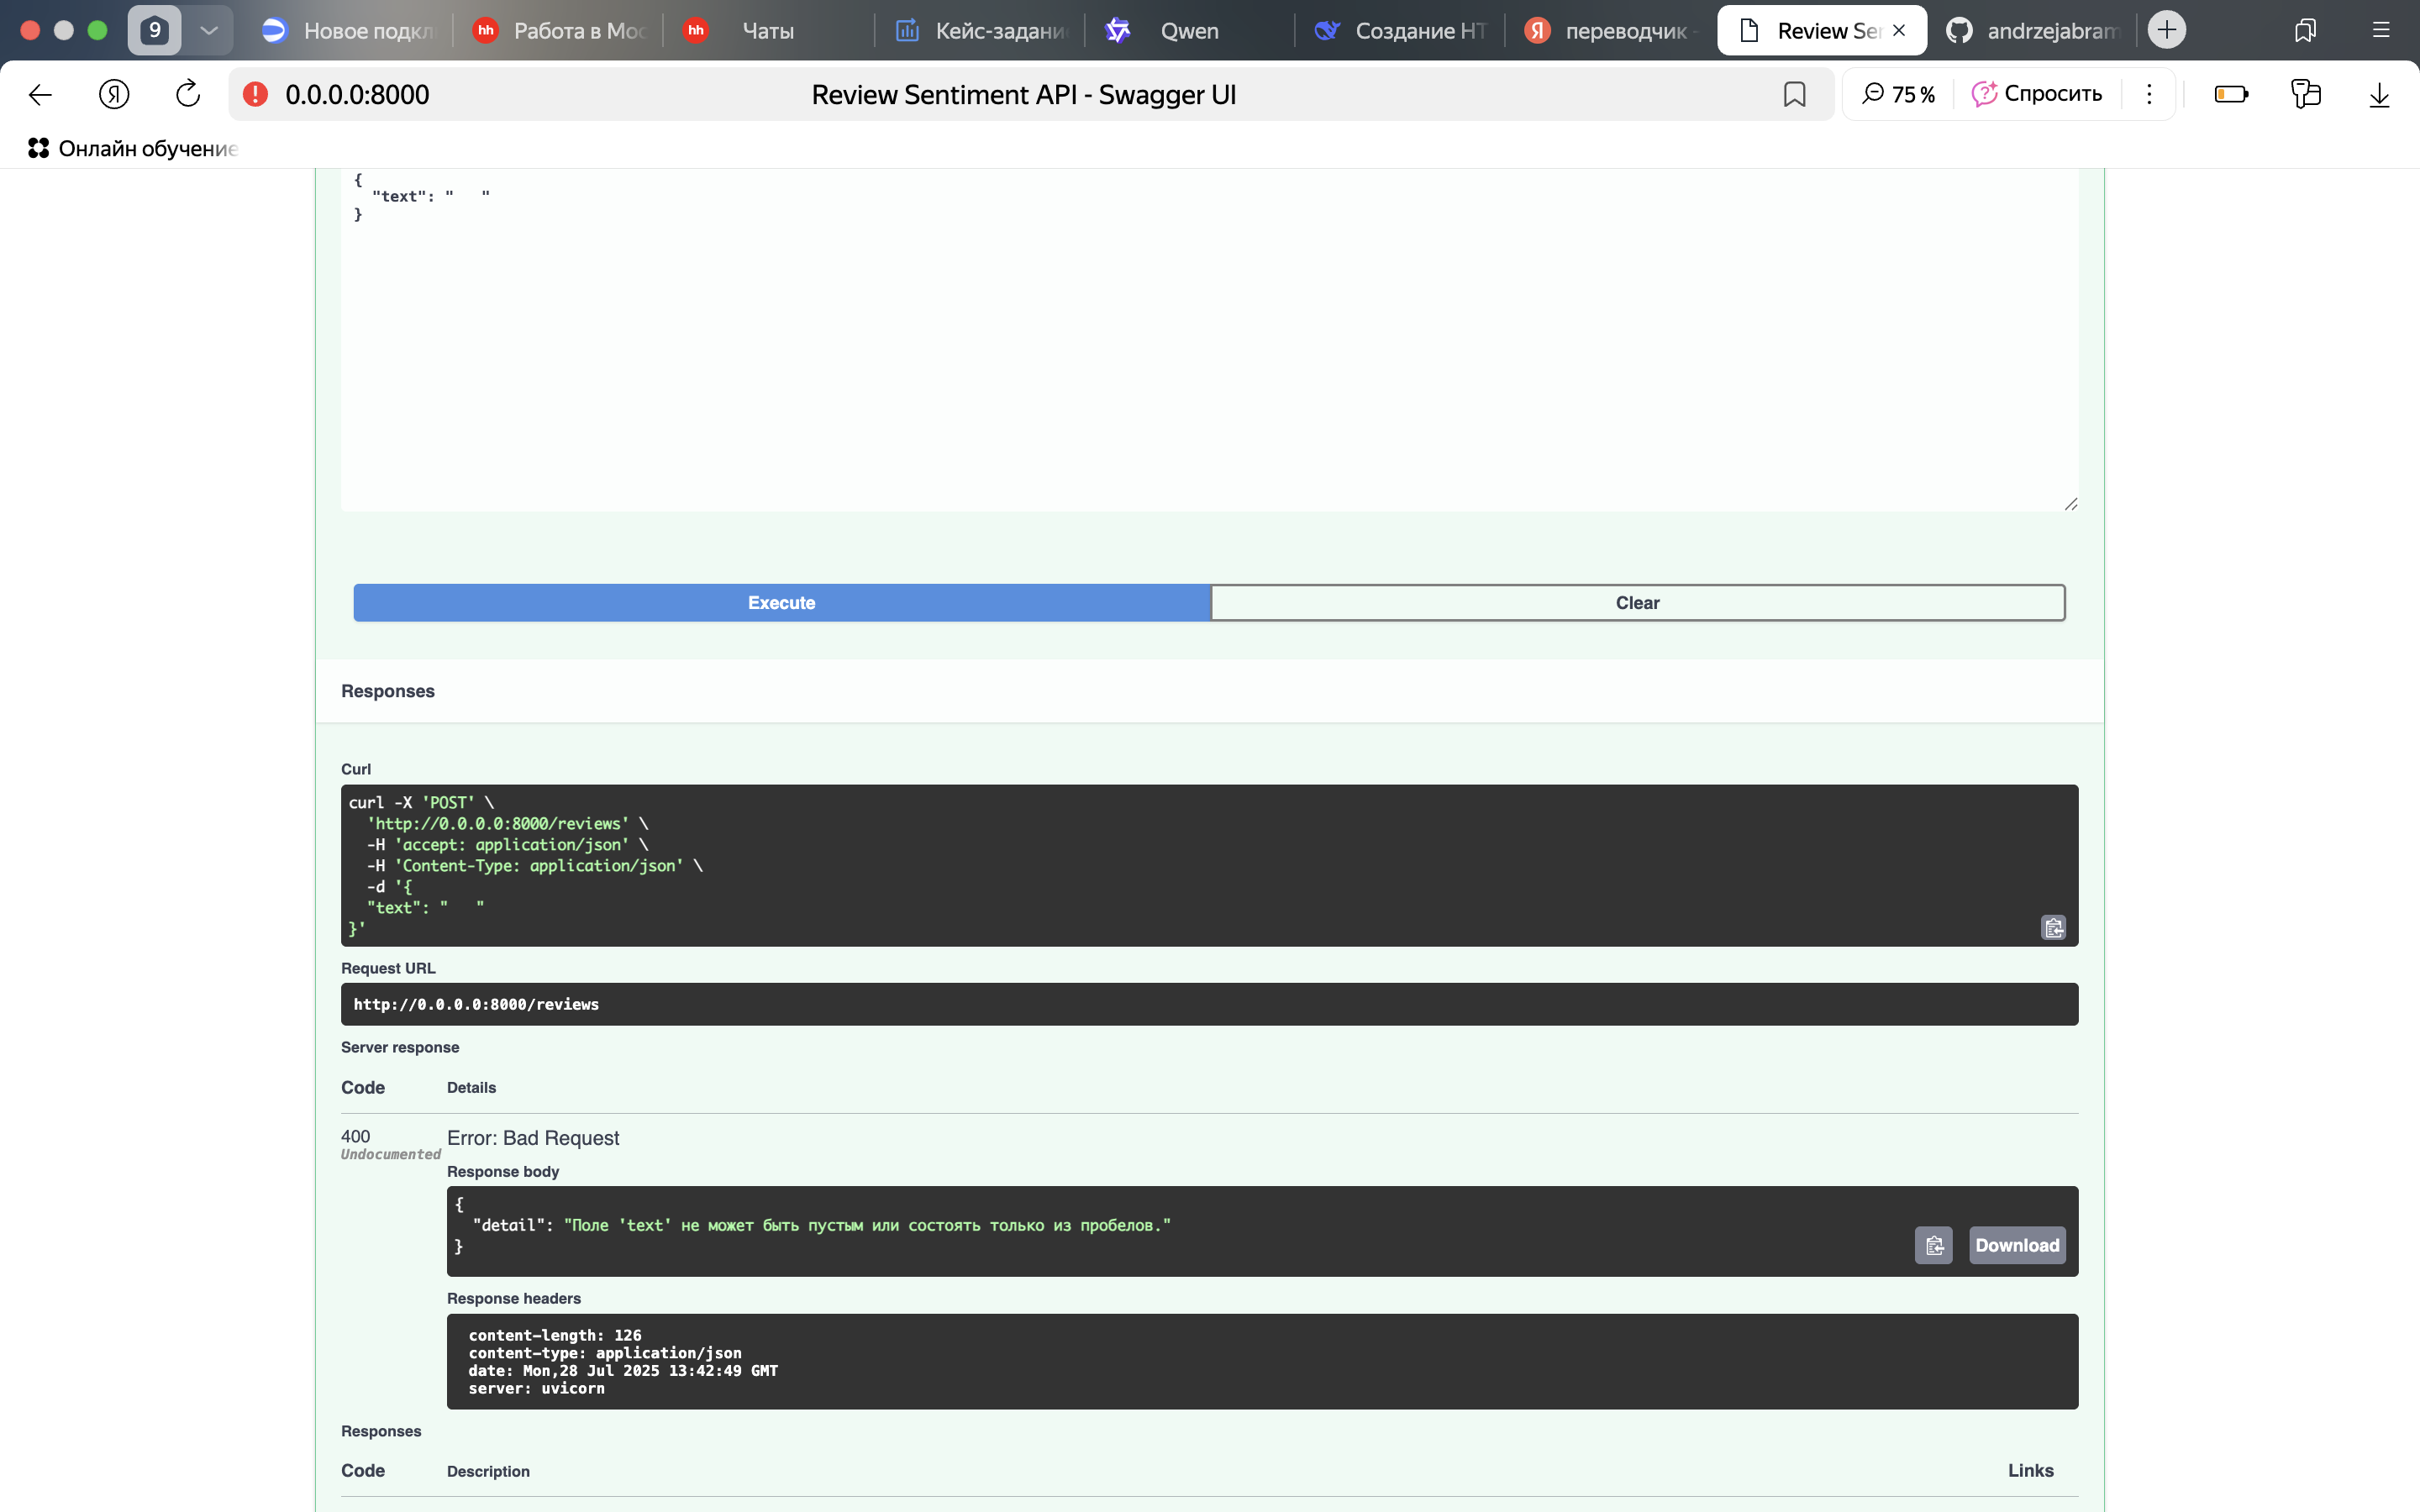 9
Новое подкл
hh Работа в Мос
hh Чаты
Кейс-задани
Qwen
Создание HT
Я переводчик -
Review Ser
andrzejabram
Я
0.0.0.0:8000
Review Sentiment API - Swagger UI
75 %
Спросить
Онлайн обучение
{
"text": "   "
}
Execute
Clear
Responses
Curl
curl -X 'POST' \
'http://0.0.0.0:8000/reviews' \
-H 'accept: application/json' \
-H 'Content-Type: application/json' \
-d '{
"text": "   "
}'
Request URL
http://0.0.0.0:8000/reviews
Server response
Code Details
400 Error: Bad Request
Undocumented
Response body
{
"detail": "Поле 'text' не может быть пустым или состоять только из пробелов."
}
Download
Response headers
content-length: 126
content-type: application/json
date: Mon,28 Jul 2025 13:42:49 GMT
server: uvicorn
Responses
Code Description Links